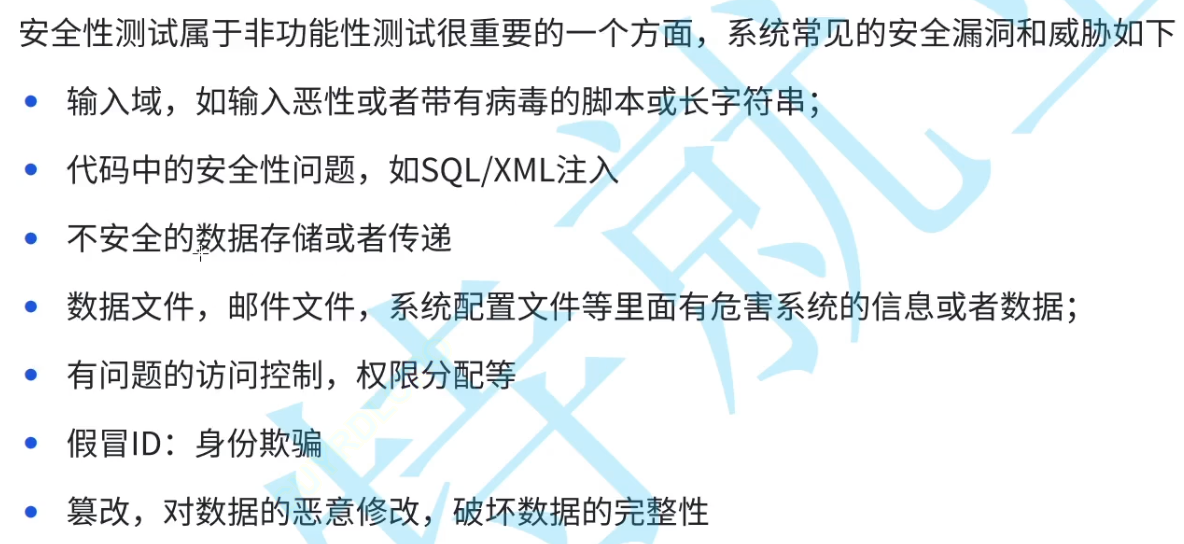 安全性测试属于非功能性测试很重要的一个方面，系统常见的安全漏洞和威胁如下
输入域，如输入恶性或者带有病毒的脚本或长字符串；
代码中的安全性问题，如SQL/XML注入
不安全的数据存储或者传递
数据文件，邮件文件，系统配置文件等里面有危害系统的信息或者数据；
有问题的访问控制，权限分配等
假冒ID：身份欺骗
篡改，对数据的恶意修改，破坏数据的完整性